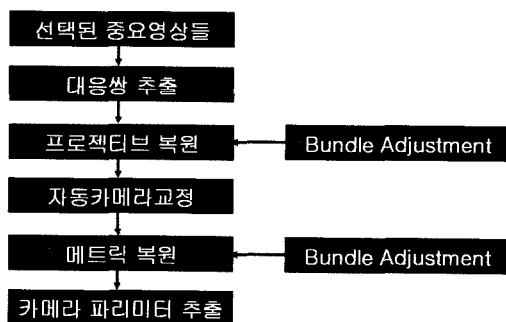 선택된 중요영상들
대응쌍 추출
프로젝티브 복원
Bundle Adjustment
자동카메라교정
메트릭 복원
Bundle Adjustment
카메라 파리미터 추출